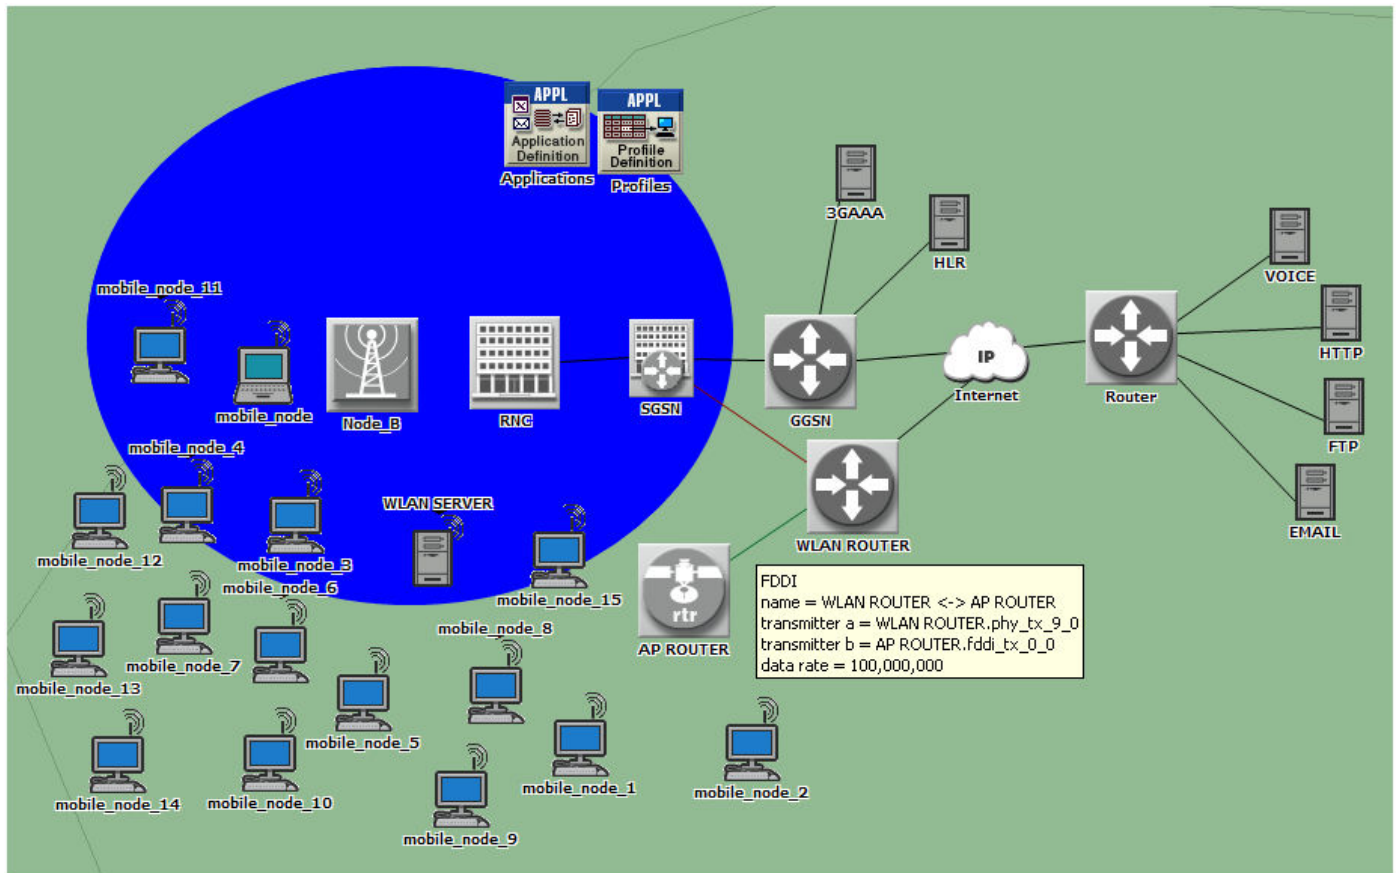 APPL
Application
Definition
Applications
APPL
Profiile
Definition
Profiles
3GAAA
HLR
VOICE
HTTP
mobile_node_11
mobile_node
Node_B
RNC
SGSN
GGSN
IP
Internet
Router
FTP
EMAIL
mobile_node_4
mobile_node_12
mobile_node_3
mobile_node_6
WLAN SERVER
mobile_node_15
mobile_node_8
WLAN ROUTER
rtr
AP ROUTER
FDDI
name = WLAN ROUTER <-> AP ROUTER
transmitter a = WLAN ROUTER.phy_tx_9_0
transmitter b = AP ROUTER.fddi_tx_0_0
data rate = 100,000,000
mobile_node_13
mobile_node_7
mobile_node_5
mobile_node_14
mobile_node_10
mobile_node_9
mobile_node_1
mobile_node_2